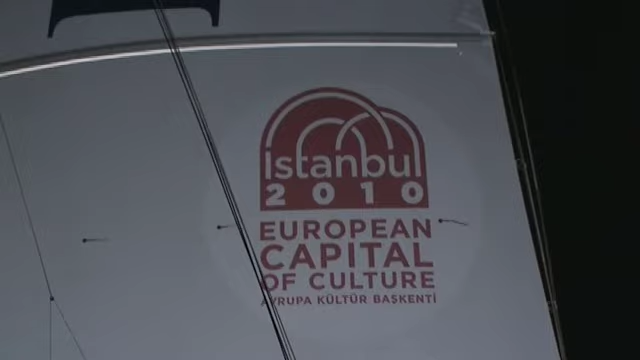 istanbul
2010
EUROPEAN
CAPITAL
OF CULTURE
AVRUPA KÜLTÜR BAŞKENTİ